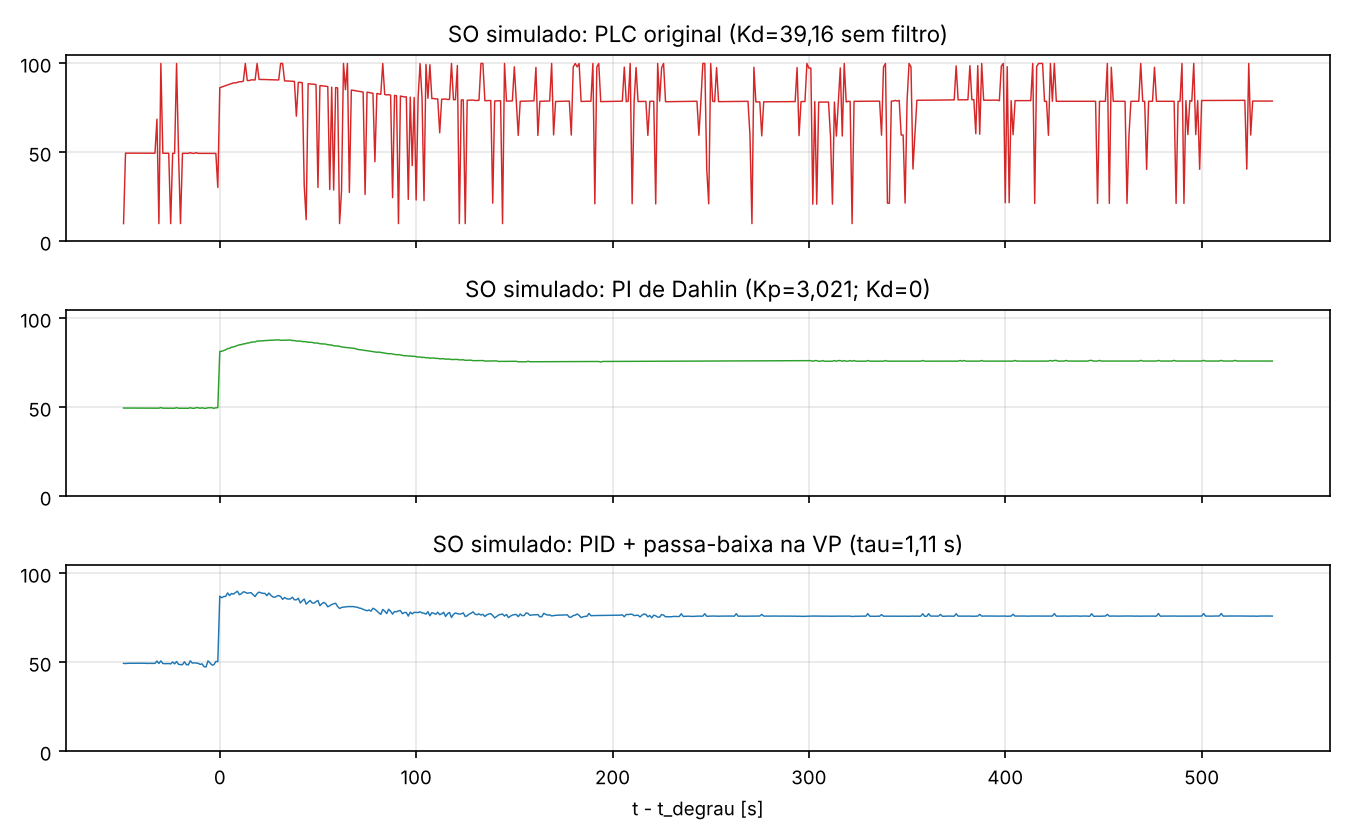 SO simulado: PLC original (Kd=39,16 sem filtro)
100
50
0
SO simulado: PI de Dahlin (Kp=3,021; Kd=0)
100
50
0
SO simulado: PID + passa-baixa na VP (tau=1,11 s)
100
50
0
0 100 200 300 400 500
t - t_degrau [s]